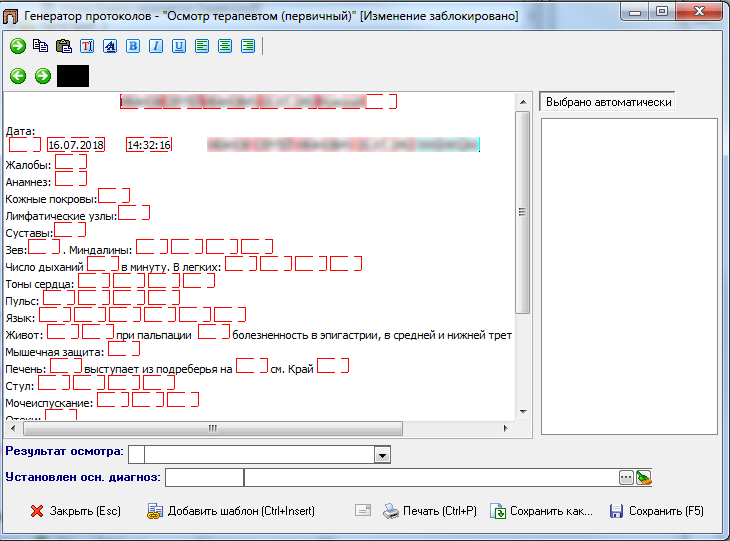 Генератор протоколов - "Осмотр терапевтом (первичный)" [Изменение заблокировано]
Выбрано автоматически
Дата:
16.07.2018 14:32:16
Жалобы:
Анамнез:
Кожные покровы:
Лимфатические узлы:
Суставы:
Зев: . Миндалины:
Число дыханий в минуту. В легких:
Тоны сердца:
Пульс:
Язык:
Живот: при пальпации болезненность в эпигастрии, в средней и нижней трет
Мышечная защита:
Печень: выступает из подреберья на см. Край
Стул:
Мочеиспускание:
Отеки:
Результат осмотра:
Установлен осн. диагноз:
Закрыть (Esc) Добавить шаблон (Ctrl+Insert) Печать (Ctrl+P) Сохранить как... Сохранить (F5)